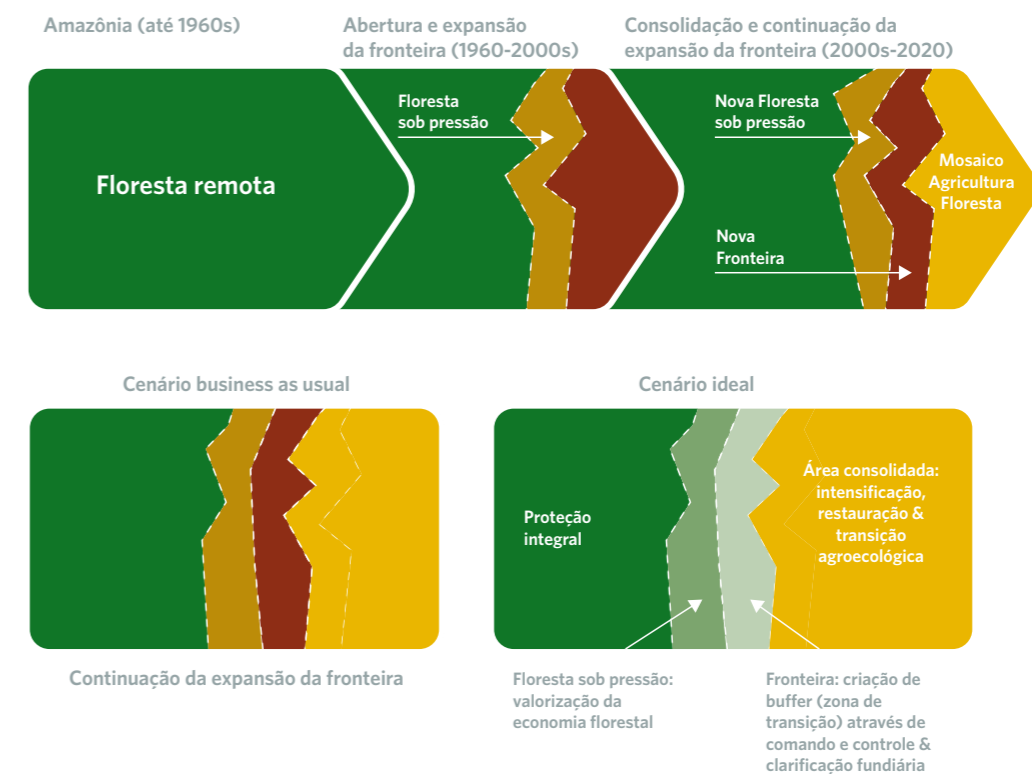 Amazônia (até 1960s)
Abertura e expansão
da fronteira (1960-2000s)
Consolidação e continuação da
expansão da fronteira (2000s-2020)
Floresta remota
Floresta
sob pressão
Nova Floresta
sob pressão
Nova
Fronteira
Mosaico
Agricultura
Floresta
Cenário business as usual
Continuação da expansão da fronteira
Cenário ideal
Proteção
integral
Área consolidada:
intensificação,
restauração &
transição
agroecológica
Floresta sob pressão:
valorização da
economia florestal
Fronteira: criação de
buffer (zona de
transição) através de
comando e controle &
clarificação fundiária